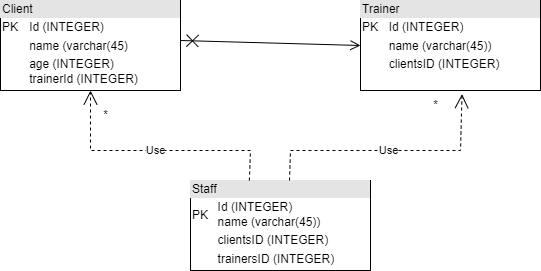 Client
PK Id (INTEGER)
name (varchar(45)
age (INTEGER)
trainerId (INTEGER)
Trainer
PK Id (INTEGER)
name (varchar(45))
clientsID (INTEGER)
*
*
Use
Use
Staff
PK Id (INTEGER)
name (varchar(45))
clientsID (INTEGER)
trainersID (INTEGER)